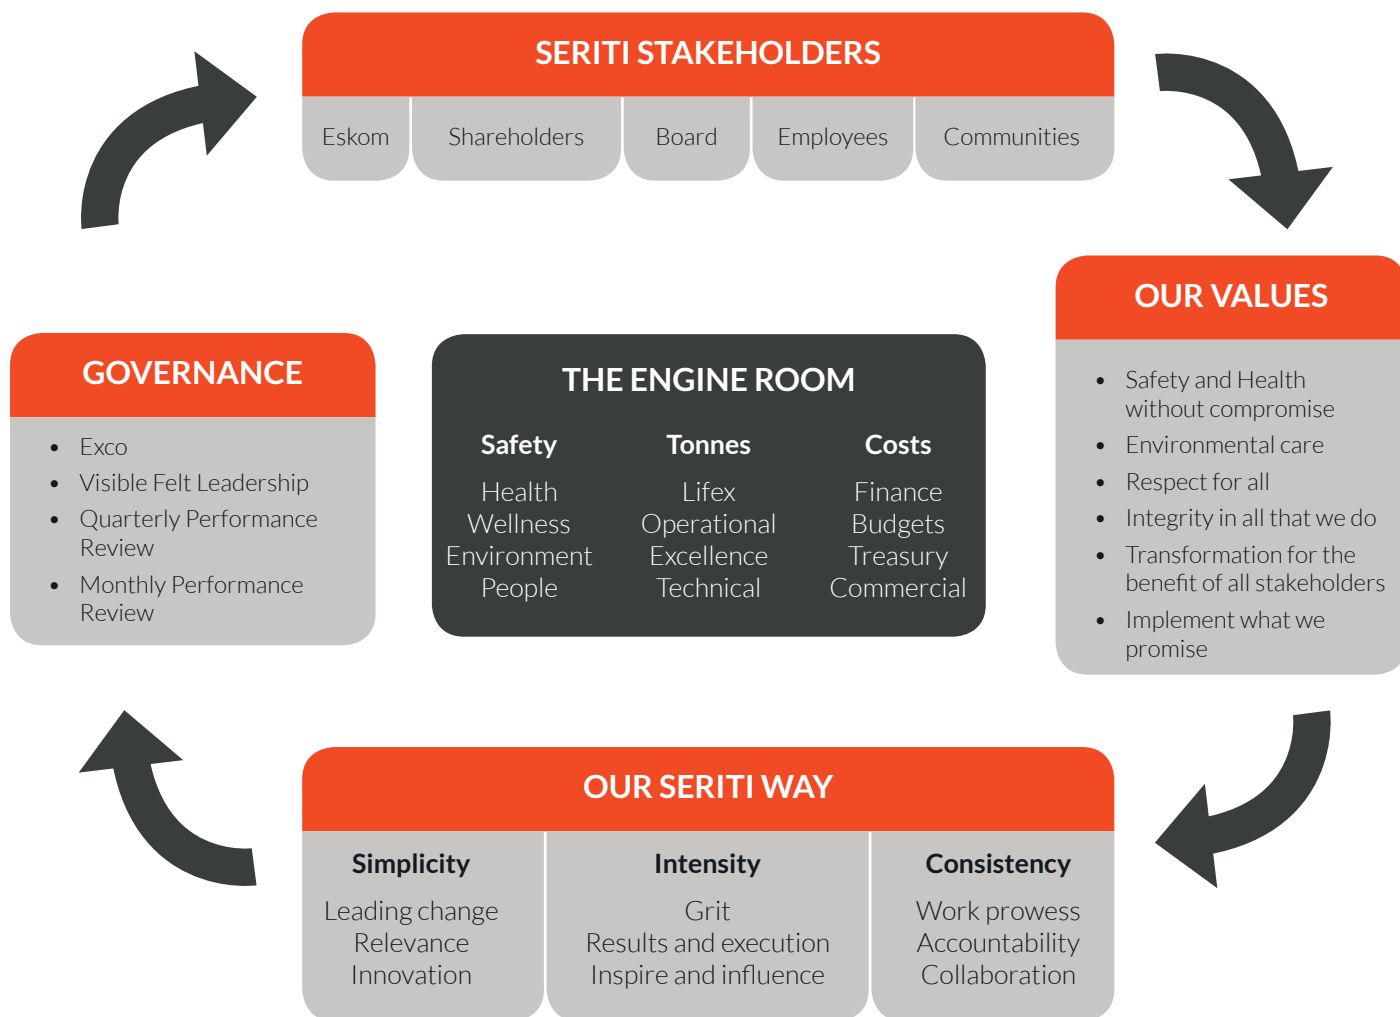 SERITI STAKEHOLDERS
Eskom
Shareholders
Board
Employees
Communities
OUR VALUES
• Safety and Health
without compromise
• Environmental care
• Respect for all
• Integrity in all that we do
• Transformation for the
benefit of all stakeholders
• Implement what we
promise
GOVERNANCE
• Exco
• Visible Felt Leadership
• Quarterly Performance
Review
• Monthly Performance
Review
THE ENGINE ROOM
Safety
Health
Wellness
Environment
People
Tonnes
Lifex
Operational
Excellence
Technical
Costs
Finance
Budgets
Treasury
Commercial
OUR SERITI WAY
Simplicity
Leading change
Relevance
Innovation
Intensity
Grit
Results and execution
Inspire and influence
Consistency
Work prowess
Accountability
Collaboration